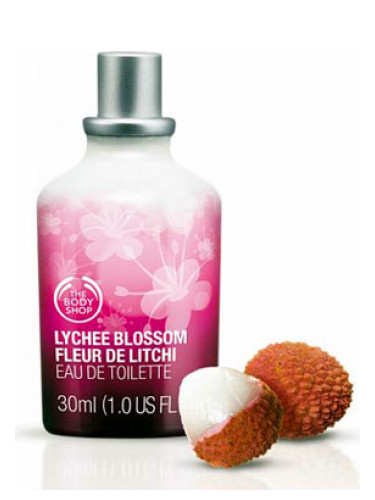 THE
BODY
SHOP
LYCHEE BLOSSOM
FLEUR DE LITCHI
EAU DE TOILETTE
30ml (1.0 US FL